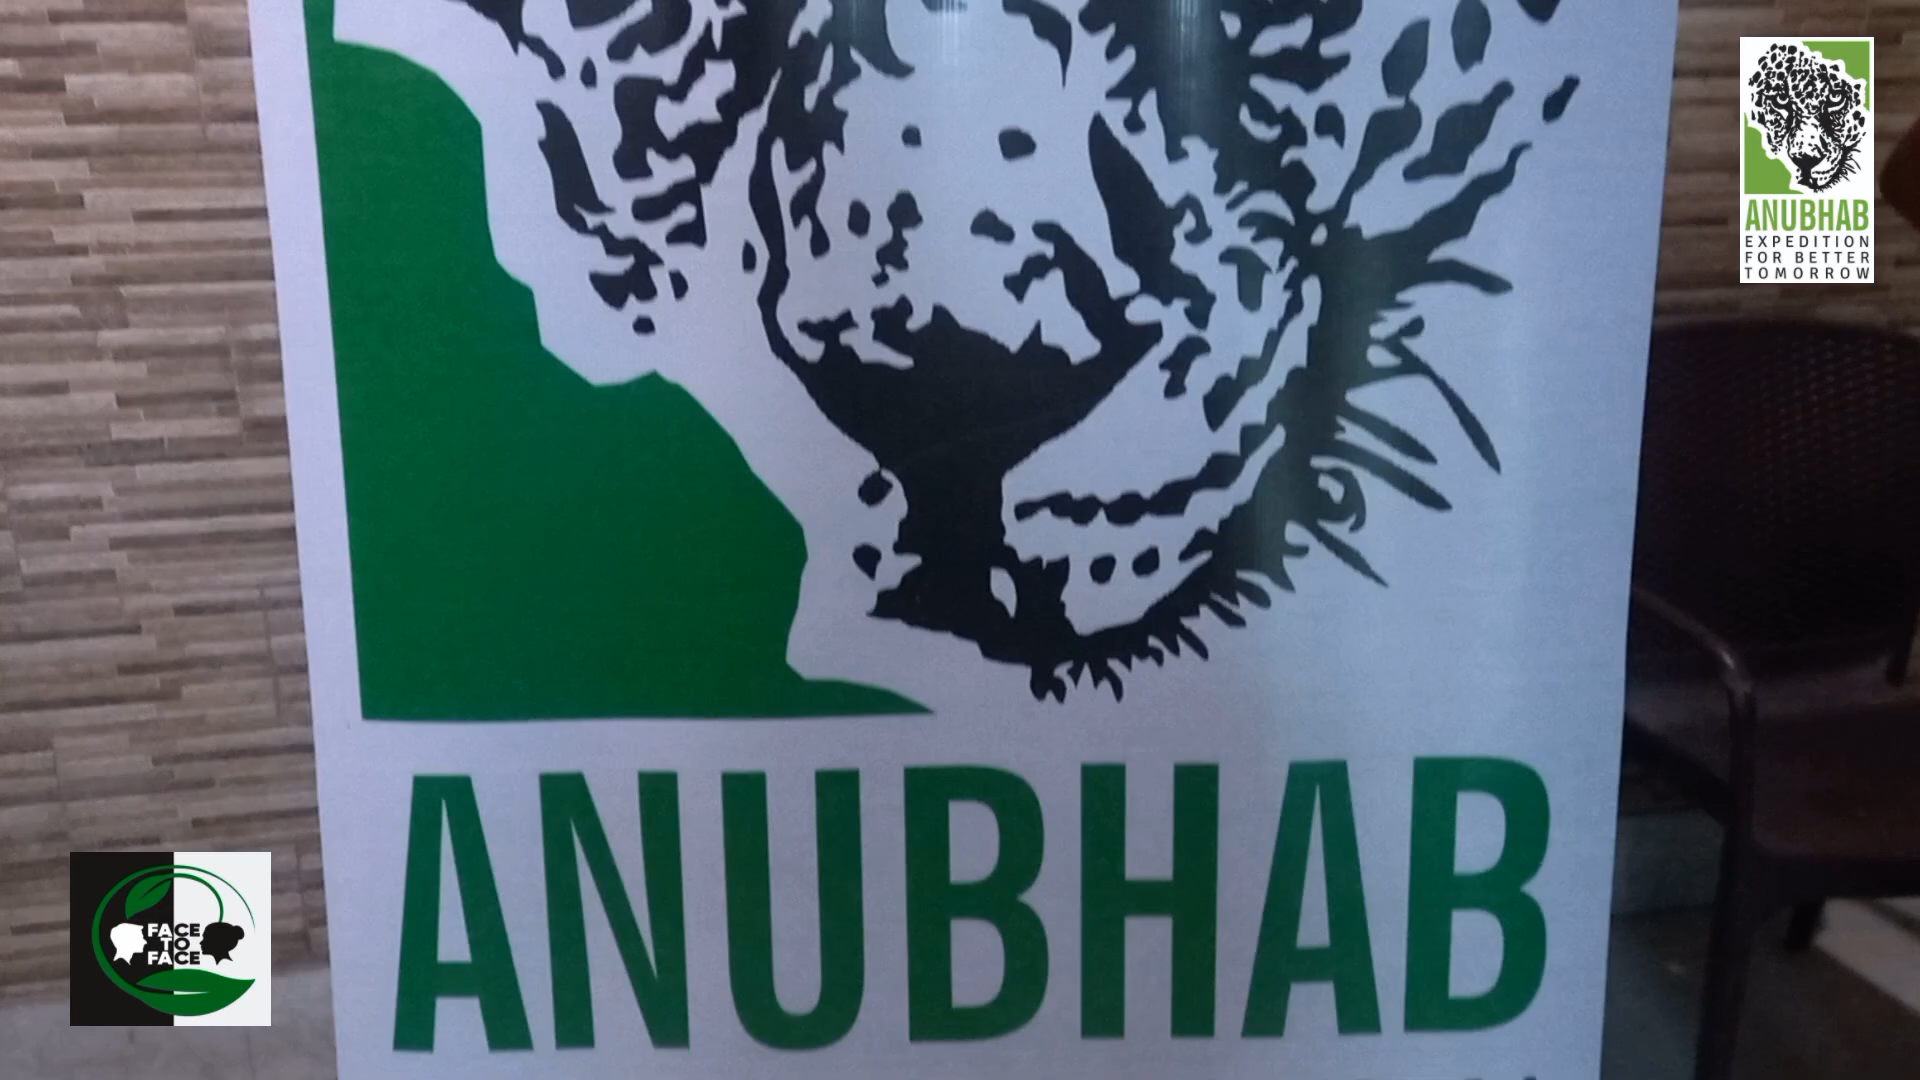 ANUBHAB
EXPEDITION
FOR BETTER
TOMORROW
FACE
TO
FACE
ANUBHAB